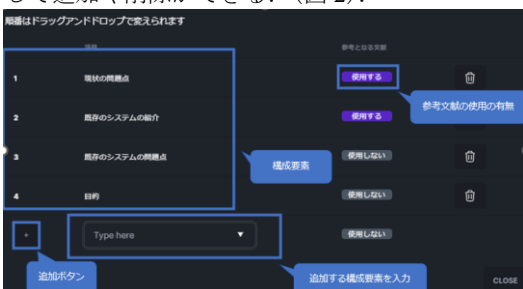 して追加や削除ができる．（図 2）．
順番はドラッグアンドドロップで変えられます
項目 参考となる文献
1 現状の問題点 使用する
参考文献の使用の有無
2 既存のシステムの紹介 使用する
3 既存のシステムの問題点 使用しない
構成要素
4 目的 使用しない
+ Type here 使用しない
追加ボタン 追加する構成要素を入力 CLOSE